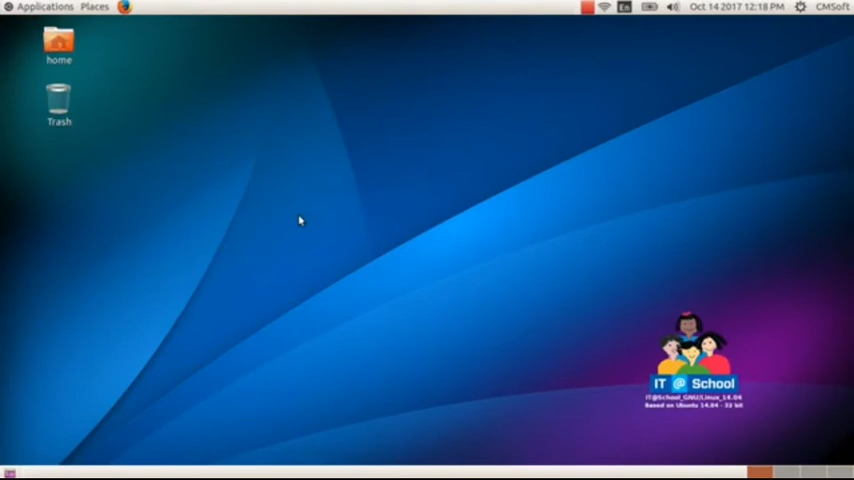 Applications Places En Oct 14 2017 12:18 PM CMSoft
home
Trash
IT @ School
IT@School_GNU/Linux_14.04
Based on Ubuntu 14.04 - 32 bit